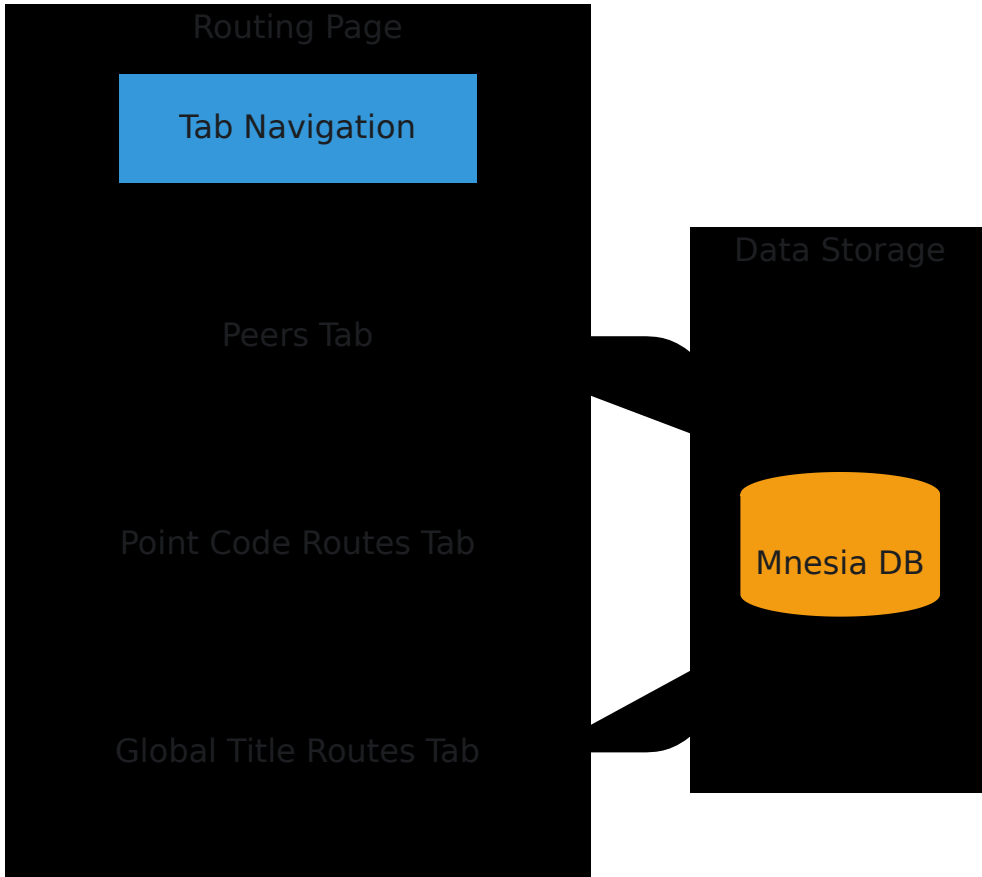 Routing Page
Tab Navigation
Data Storage
Peers Tab
Point Code Routes Tab
Mnesia DB
Global Title Routes Tab